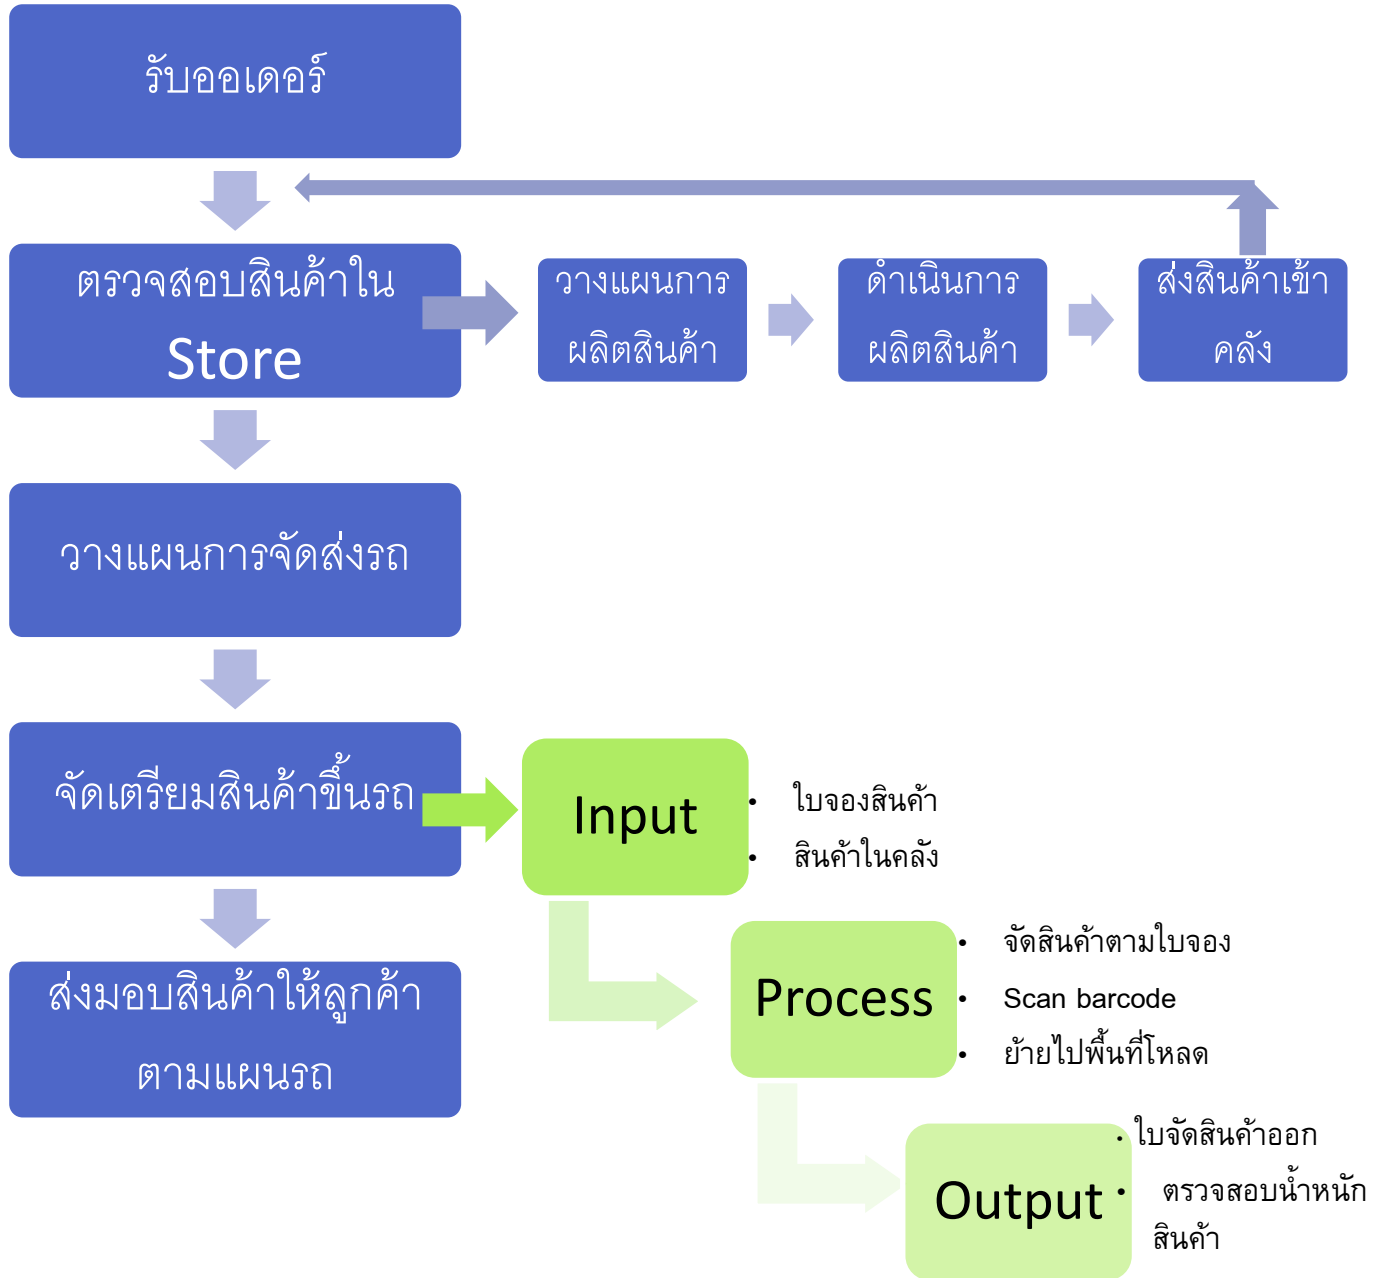 รับออเดอร์
ตรวจสอบสินค้าใน
Store
วางแผนการ
ผลิตสินค้า
ดำเนินการ
ผลิตสินค้า
ส่งสินค้าเข้า
คลัง
วางแผนการจัดส่งรถ
จัดเตรียมสินค้าขึ้นรถ
ส่งมอบสินค้าให้ลูกค้า
ตามแผนรถ
Input
• ใบจองสินค้า
• สินค้าในคลัง
Process
• จัดสินค้าตามใบจอง
• Scan barcode
• ย้ายไปพื้นที่โหลด
Output
• ใบจัดสินค้าออก
• ตรวจสอบน้ำหนัก
สินค้า